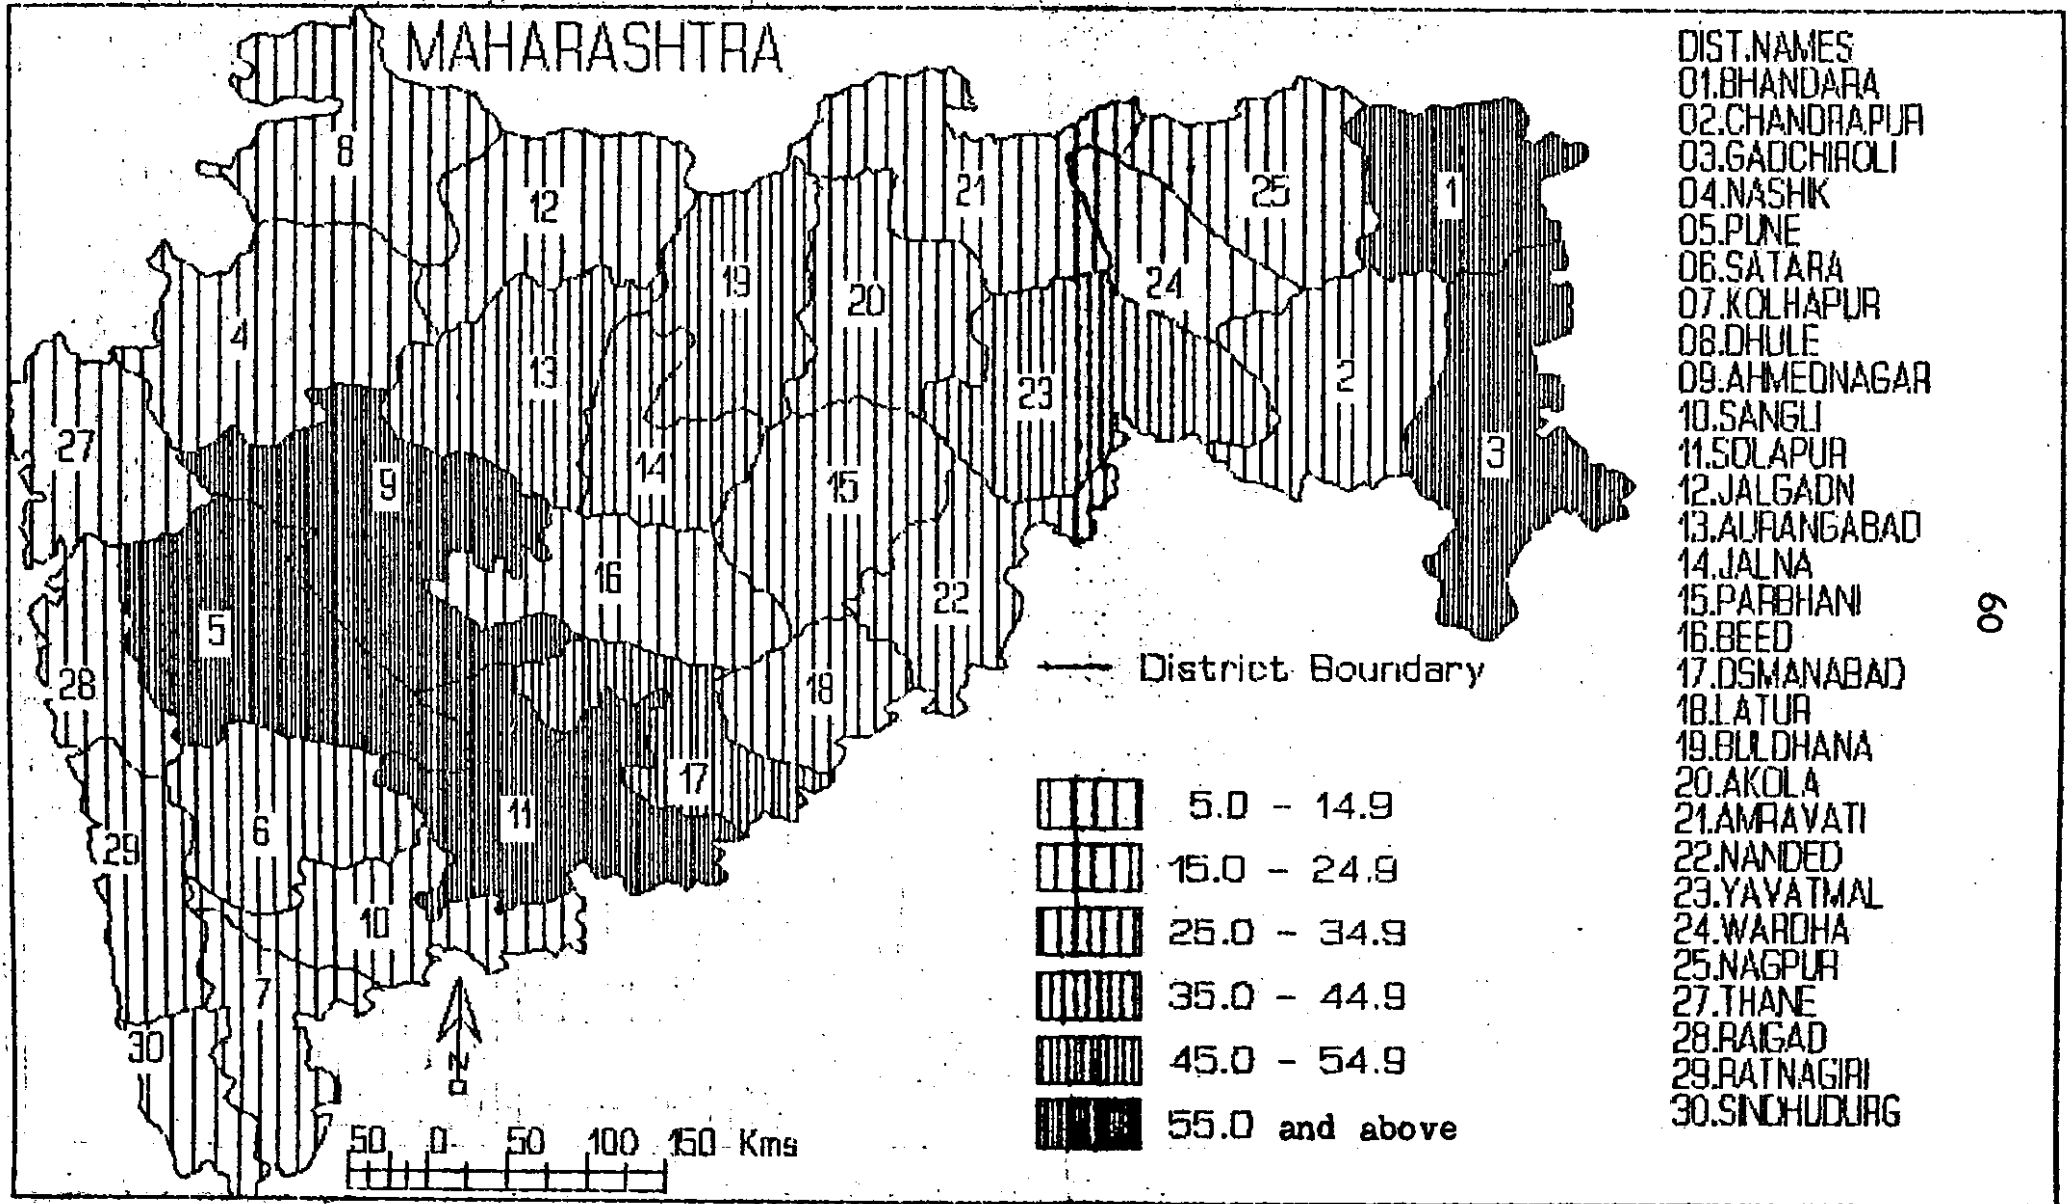 MAHARASHTRA
8
12
21
25
1
19
20
24
4
13
23
2
27
9
14
15
3
16
22
5
28
18
17
11
6
29
10
7
30
N
50 0 50 100 150 Kms
District Boundary
5.0 - 14.9
15.0 - 24.9
25.0 - 34.9
35.0 - 44.9
45.0 - 54.9
55.0 and above
DIST.NAMES
01.BHANDARA
02.CHANDRAPUR
03.GADCHIROLI
04.NASHIK
05.PUNE
06.SATARA
07.KOLHAPUR
08.DHULE
09.AHMEDNAGAR
10.SANGLI
11.SOLAPUR
12.JALGAON
13.AURANGABAD
14.JALNA
15.PARBHANI
16.BEED
17.OSMANABAD
18.LATUR
19.BULDHANA
20.AKOLA
21.AMRAVATI
22.NANDED
23.YAVATMAL
24.WARDHA
25.NAGPUR
27.THANE
28.RAIGAD
29.RATNAGIRI
30.SINDHUDURG
60